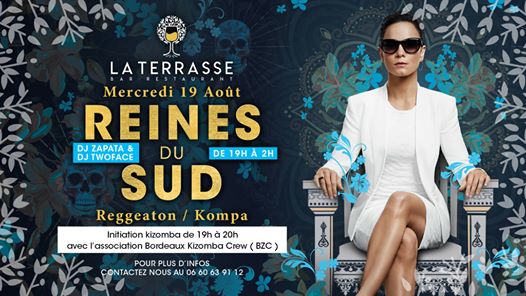 LA TERRASSE
BAR RESTAURANT
Mercredi 19 Août
REINES
DJ ZAPATA &
DJ TWOFACE
DU
DE 19H À 2H
SUD
Reggeaton / Kompa
Initiation kizomba de 19h à 20h
avec l'association Bordeaux Kizomba Crew ( BZC )
POUR PLUS D'INFOS
CONTACTEZ NOUS AU 06 60 63 91 12